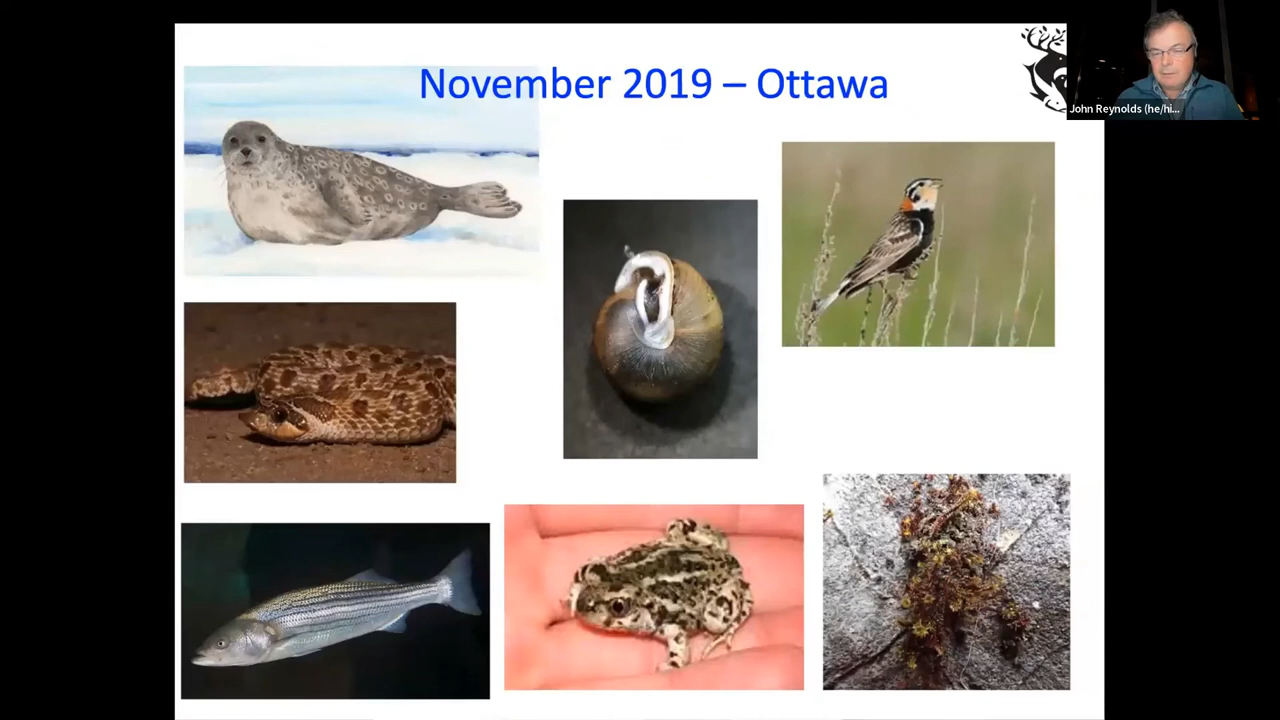 November 2019 – Ottawa
John Reynolds (he/hi...